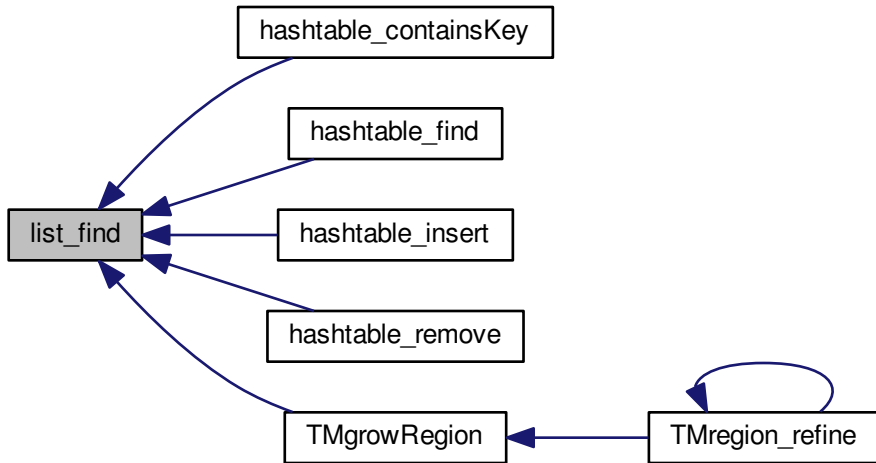 hashtable_containsKey
hashtable_find
list_find
hashtable_insert
hashtable_remove
TMgrowRegion
TMregion_refine